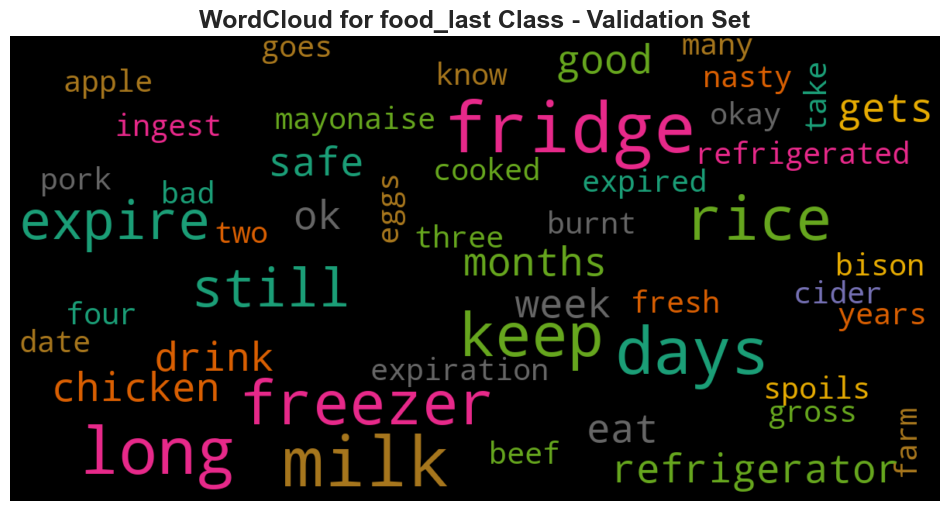 WordCloud for food_last Class - Validation Set
goes
many
good
know
nasty
apple
take
gets
okay
mayonaise
fridge
ingest
refrigerated
safe
cooked
expired
pork
bad
eggs
expire
two
ok
three
burnt
rice
months
bison
still
week
fresh
cider
four
years
date
drink
keep
days
expiration
chicken
freezer
spoils
gross
long
milk
beef
eat
refrigerator
farm